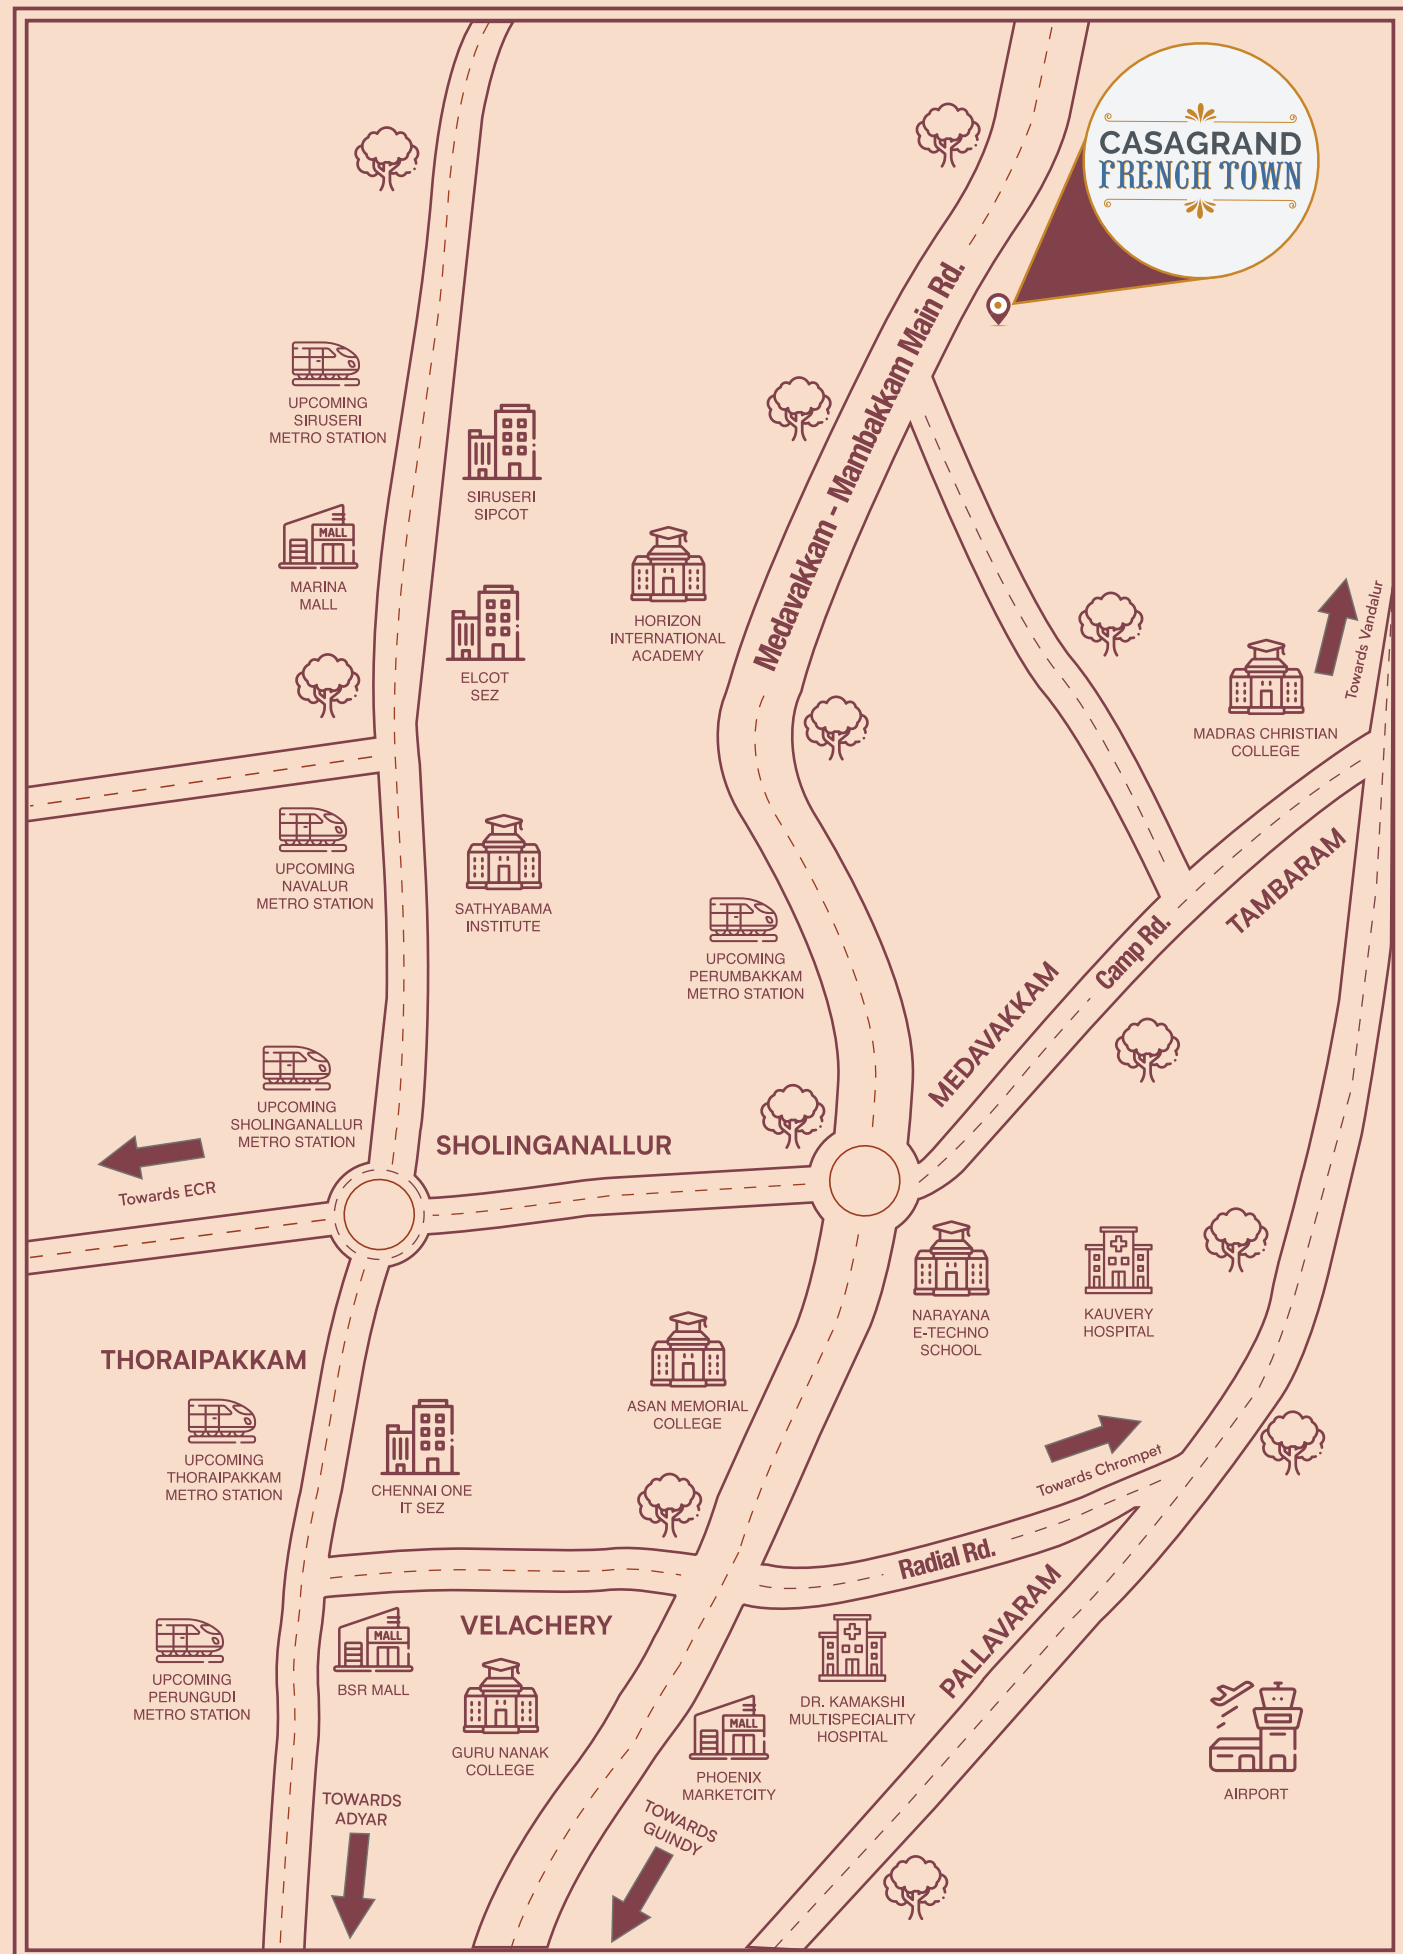 CASAGRAND
FRENCH TOWN
Medavakkam - Mambakkam Main Rd.
UPCOMING
SIRUSERI
METRO STATION
SIRUSERI
SIPCOT
MALL
MARINA
MALL
HORIZON
INTERNATIONAL
ACADEMY
ELCOT
SEZ
Towards Vandalur
MADRAS CHRISTIAN
COLLEGE
UPCOMING
NAVALUR
METRO STATION
SATHYABAMA
INSTITUTE
TAMBARAM
Camp Rd.
UPCOMING
PERUMBAKKAM
METRO STATION
MEDAVAKKAM
UPCOMING
SHOLINGANALLUR
METRO STATION
SHOLINGANALLUR
Towards ECR
NARAYANA
E-TECHNO
SCHOOL
KAUVERY
HOSPITAL
THORAIPAKKAM
ASAN MEMORIAL
COLLEGE
UPCOMING
THORAIPAKKAM
METRO STATION
CHENNAI ONE
IT SEZ
Towards Chrompet
Radial Rd.
VELACHERY
PALLAVARAM
UPCOMING
PERUNGUDI
METRO STATION
MALL
BSR MALL
GURU NANAK
COLLEGE
DR. KAMAKSHI
MULTISPECIALITY
HOSPITAL
MALL
PHOENIX
MARKETCITY
AIRPORT
TOWARDS
ADYAR
TOWARDS
GUINDY